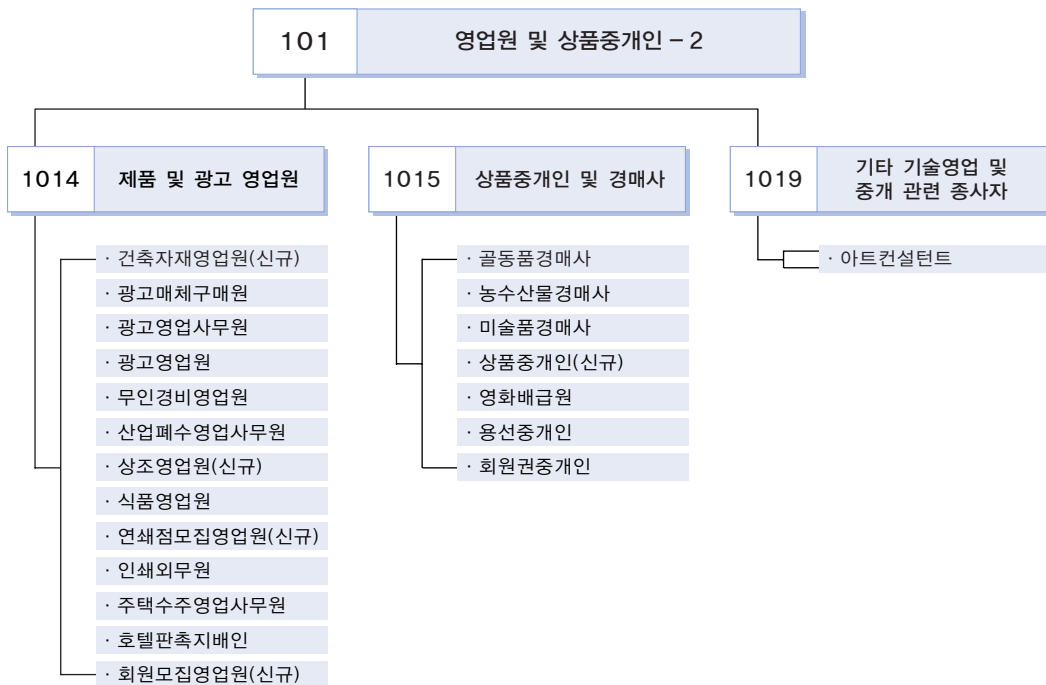 101 영업원 및 상품중개인 – 2
1014 제품 및 광고 영업원
· 건축자재영업원(신규)
· 광고매체구매원
· 광고영업사무원
· 광고영업원
· 무인경비영업원
· 산업폐수영업사무원
· 상조영업원(신규)
· 식품영업원
· 연쇄점모집영업원(신규)
· 인쇄외무원
· 주택수주영업사무원
· 호텔판촉지배인
· 회원모집영업원(신규)
1015 상품중개인 및 경매사
· 골동품경매사
· 농수산물경매사
· 미술품경매사
· 상품중개인(신규)
· 영화배급원
· 용선중개인
· 회원권중개인
1019 기타 기술영업 및
중개 관련 종사자
· 아트컨설턴트